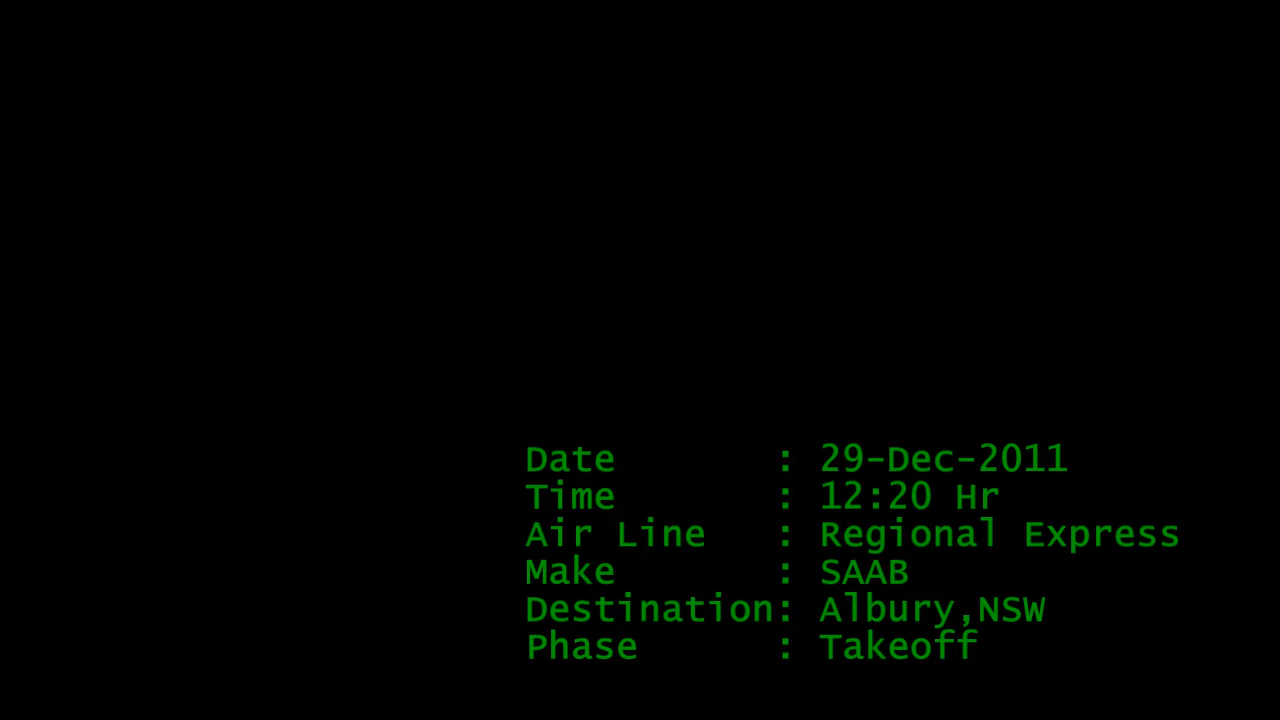 Date : 29-Dec-2011
Time : 12:20 Hr
Air Line : Regional Express
Make : SAAB
Destination: Albury,NSW
Phase : Takeoff